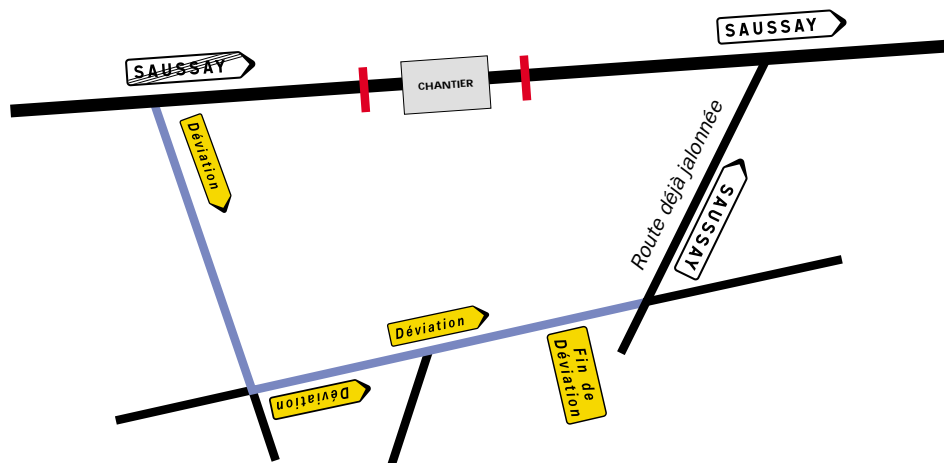 SAUSSAY
SAUSSAY
CHANTIER
Déviation
Route déjà jalonnée
SAUSSAY
Déviation
Fin de
Déviation
Déviation